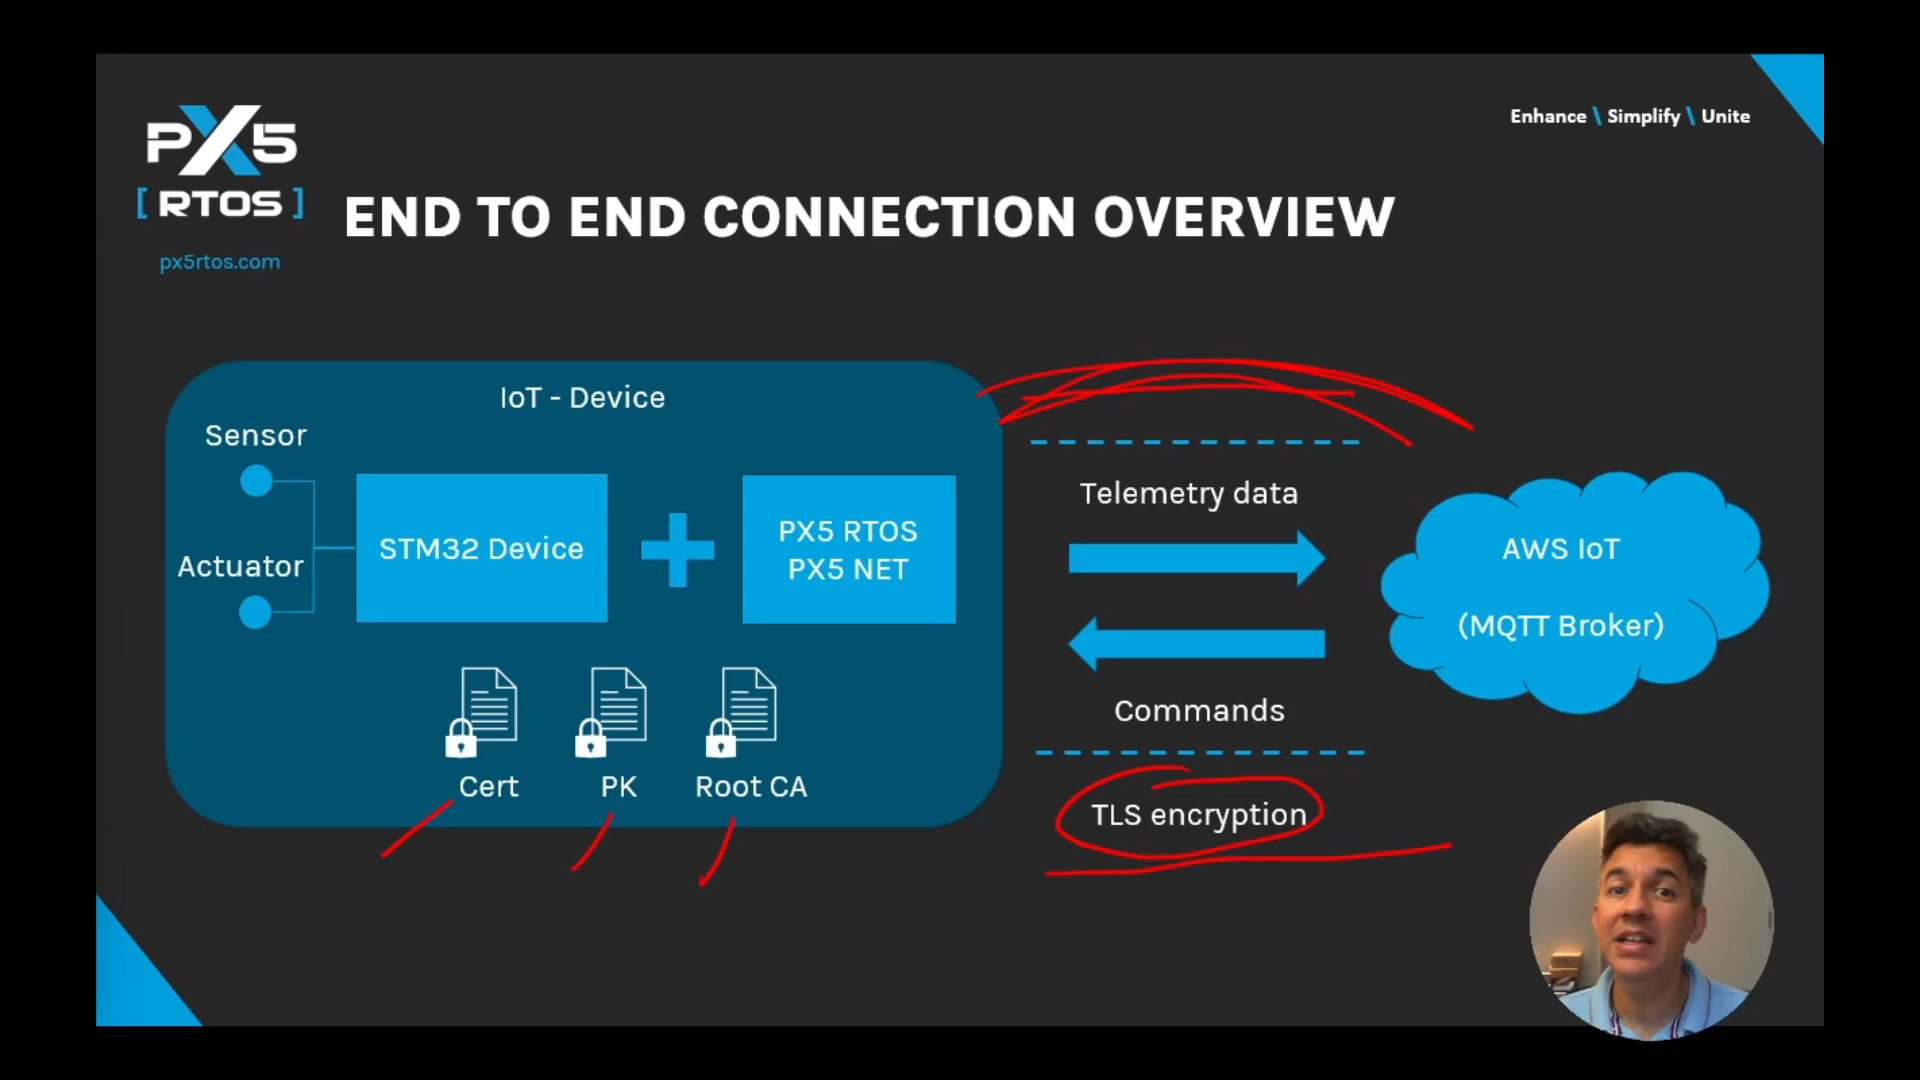 PX5
[ RTOS ]
px5rtos.com
Enhance \ Simplify \ Unite
END TO END CONNECTION OVERVIEW
IoT - Device
Sensor
Actuator
STM32 Device
PX5 RTOS
PX5 NET
Cert
PK
Root CA
Telemetry data
Commands
TLS encryption
AWS IoT
(MQTT Broker)